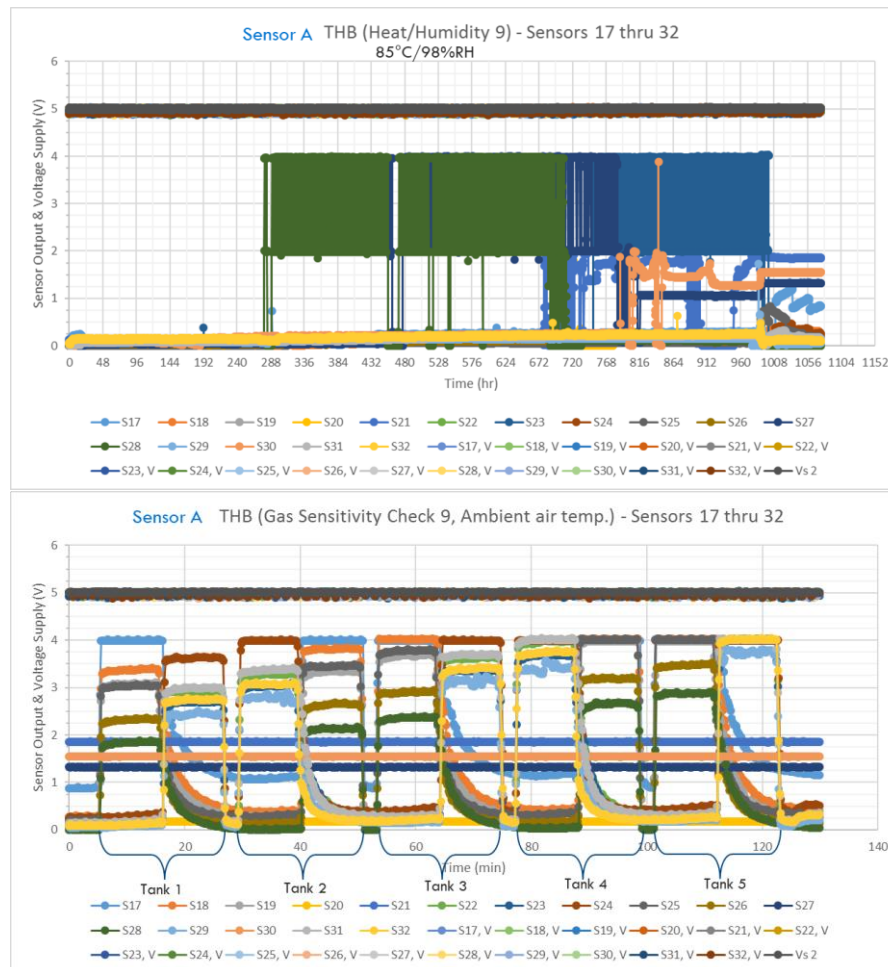 Sensor A THB (Heat/Humidity 9) - Sensors 17 thru 32
85°C/98%RH
Sensor Output & Voltage Supply (V)
6
5
4
3
2
1
0
0 48 96 144 192 240 288 336 384 432 480 528 576 624 672 720 768 816 864 912 960 1008 1056 1104 1152
Time (hr)
S17 S18 S19 S20 S21 S22 S23 S24 S25 S26 S27
S28 S29 S30 S31 S32 S17, V S18, V S19, V S20, V S21, V S22, V
S23, V S24, V S25, V S26, V S27, V S28, V S29, V S30, V S31, V S32, V Vs 2
Sensor A THB (Gas Sensitivity Check 9, Ambient air temp.) - Sensors 17 thru 32
Sensor Output & Voltage Supply (V)
6
5
4
3
2
1
0
0 20 40 60 80 100 120 140
Time (min)
Tank 1 Tank 2 Tank 3 Tank 4 Tank 5
S17 S18 S19 S20 S21 S22 S23 S24 S25 S26 S27
S28 S29 S30 S31 S32 S17, V S18, V S19, V S20, V S21, V S22, V
S23, V S24, V S25, V S26, V S27, V S28, V S29, V S30, V S31, V S32, V Vs 2